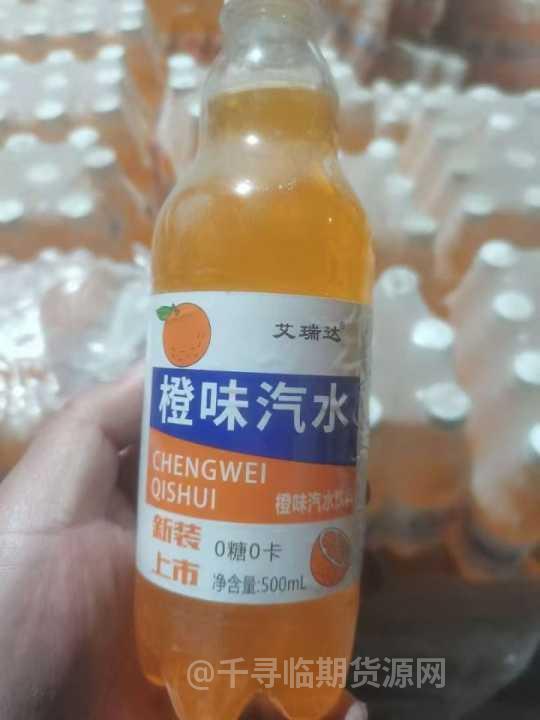 艾瑞达®
橙味汽水
CHENGWEI
QISHUI
橙味汽水饮料
新装
上市
0糖0卡
净含量:500mL
@千寻临期货源网